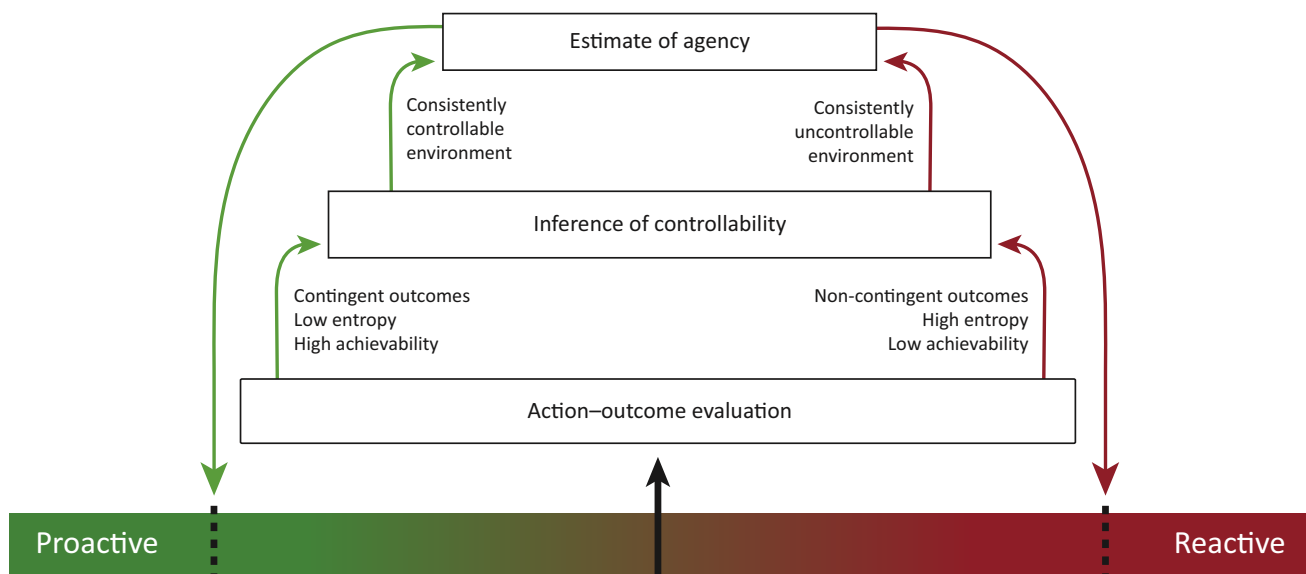 Estimate of agency
Consistently
controllable
environment
Consistently
uncontrollable
environment
Inference of controllability
Contingent outcomes
Low entropy
High achievability
Non-contingent outcomes
High entropy
Low achievability
Action–outcome evaluation
Proactive
Reactive